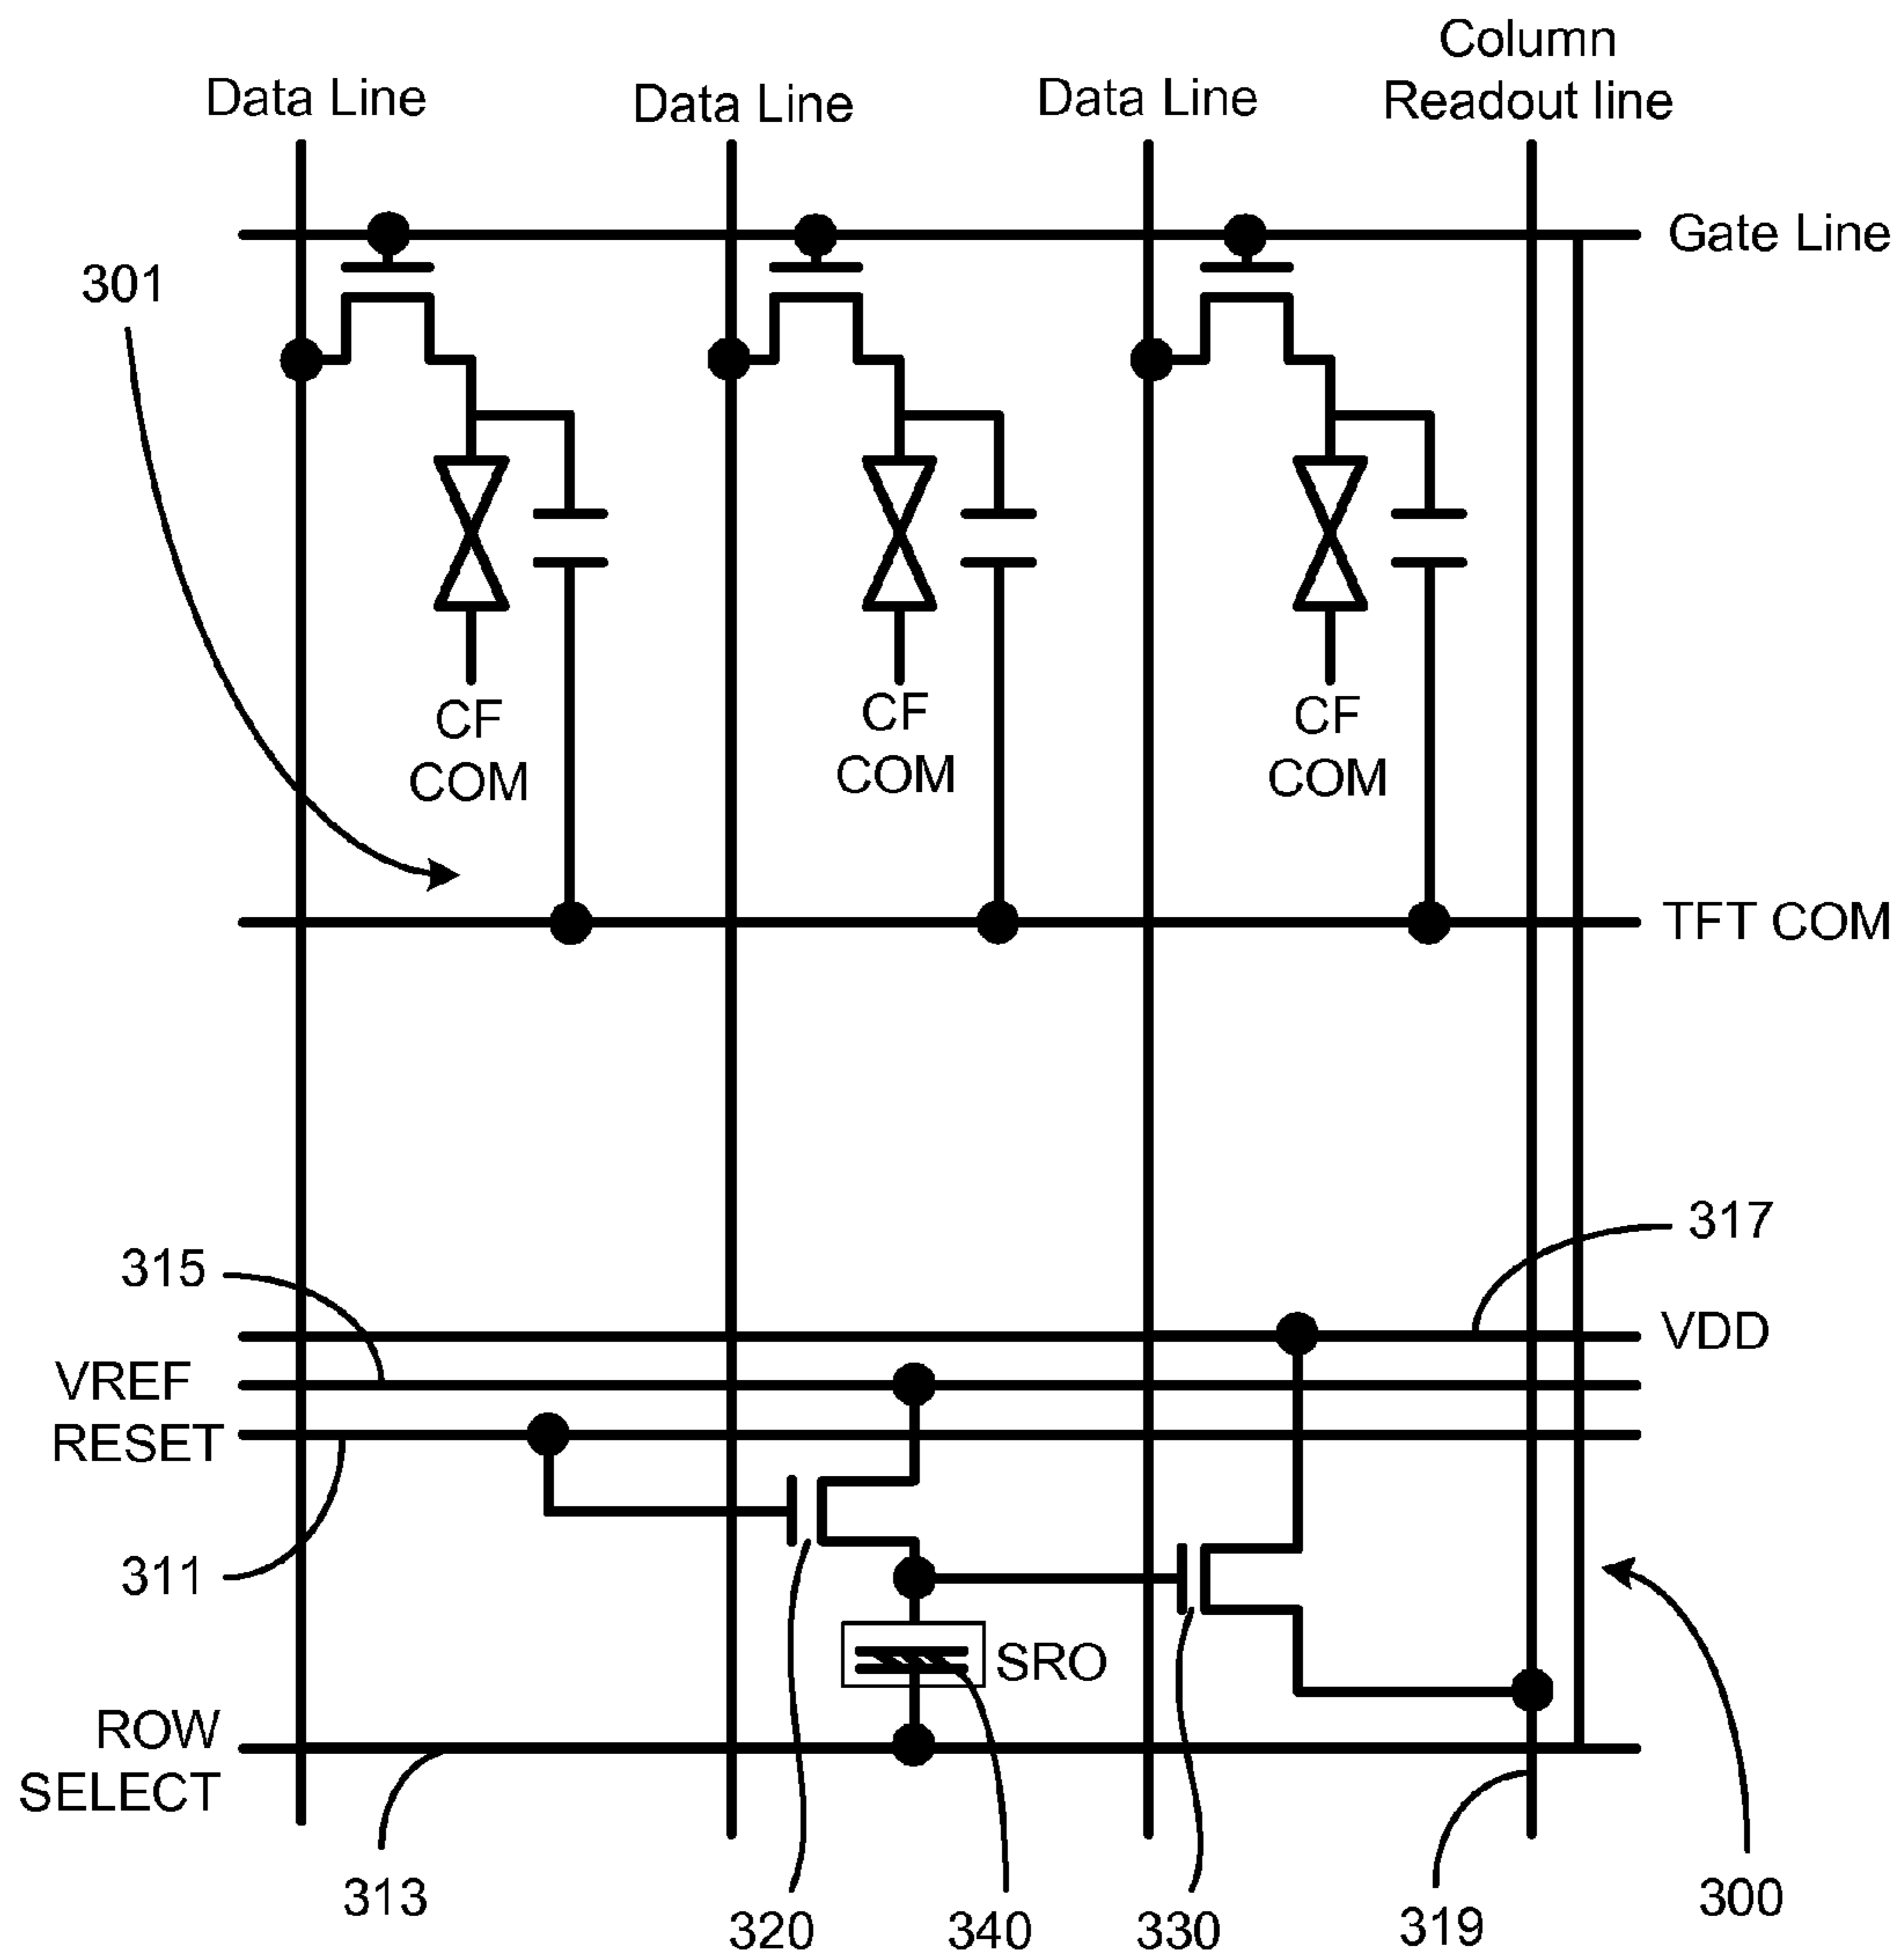 Column
Data Line
Data Line
Data Line
Readout line
Gate Line
301
CF
COM
CF
COM
CF
COM
TFT COM
317
315
VDD
VREF
RESET
311
SRO
ROW
SELECT
313
320
340
330
319
300